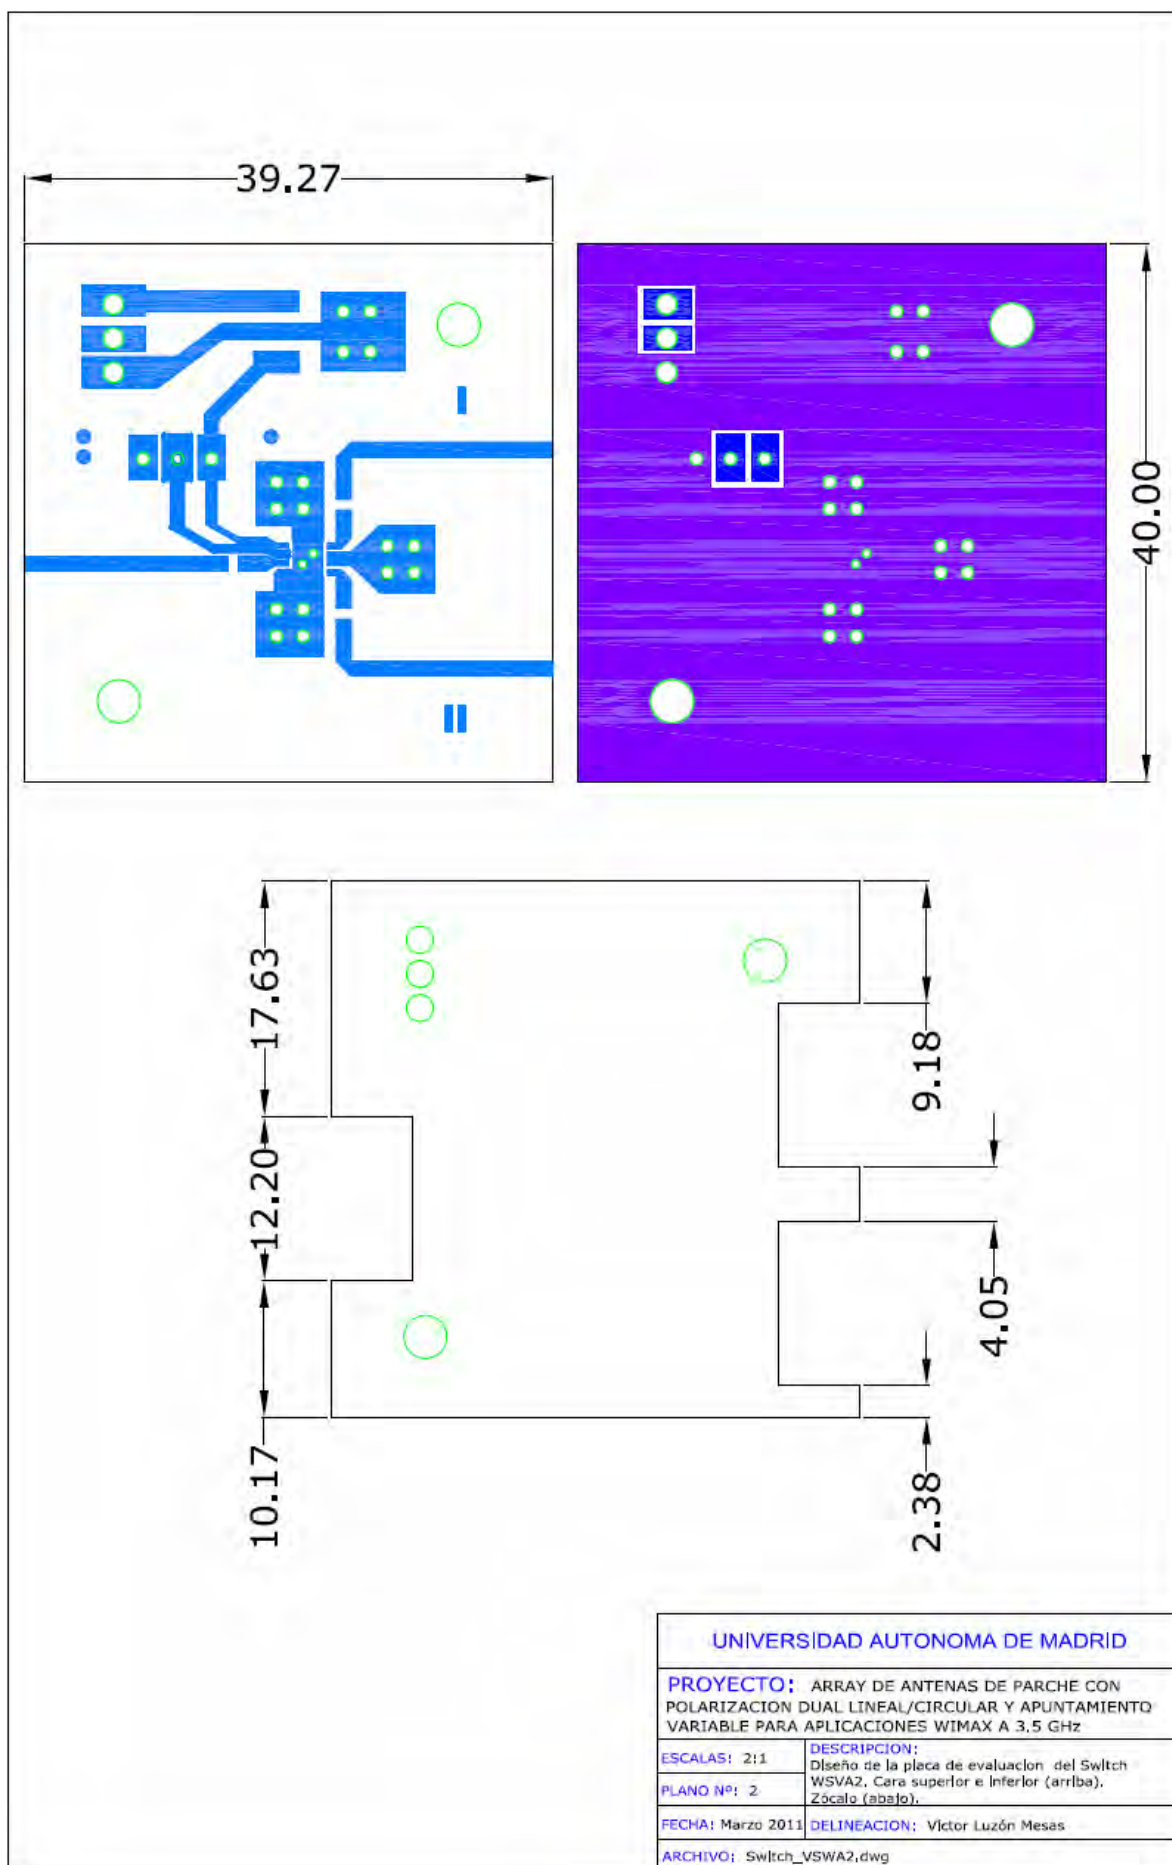 39.27
40.00
17.63
9.18
12.20
4.05
10.17
2.38
UNIVERSIDAD AUTONOMA DE MADRID
PROYECTO: ARRAY DE ANTENAS DE PARCHE CON
POLARIZACION DUAL LINEAL/CIRCULAR Y APUNTAMIENTO
VARIABLE PARA APLICACIONES WIMAX A 3.5 GHz
ESCALAS: 2:1
DESCRIPCION:
Diseño de la placa de evaluacion del Switch
WSVA2. Cara superior e inferior (arriba).
Zócalo (abajo).
PLANO Nº: 2
FECHA: Marzo 2011
DELINEACION: Victor Luzón Mesas
ARCHIVO: Switch_VSWA2.dwg